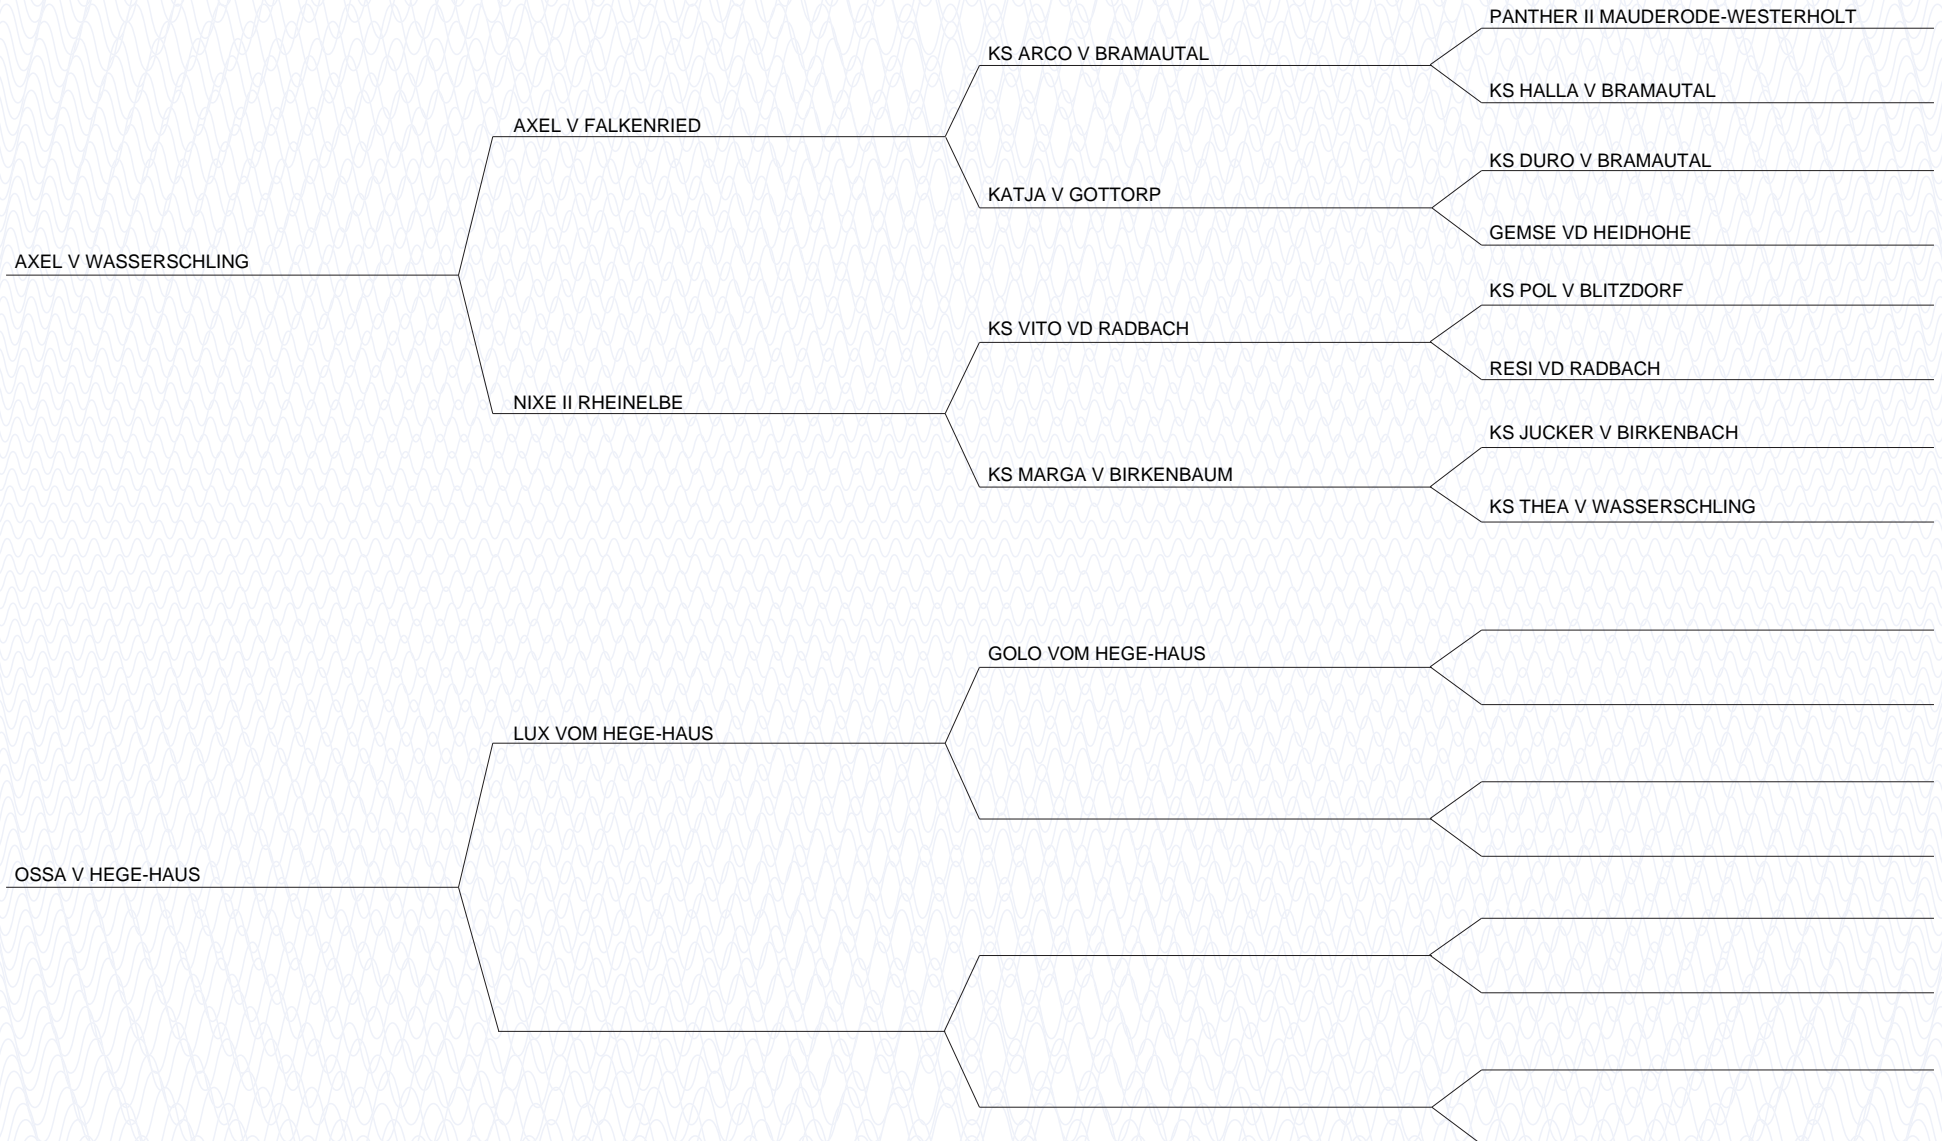 PANTHER II MAUDERODE-WESTERHOLT
KS ARCO V BRAMAUTAL
KS HALLA V BRAMAUTAL
AXEL V FALKENRIED
KS DURO V BRAMAUTAL
KATJA V GOTTORP
GEMSE VD HEIDHOHE
AXEL V WASSERSCHLING
KS POL V BLITZDORF
KS VITO VD RADBACH
RESI VD RADBACH
NIXE II RHEINELBE
KS JUCKER V BIRKENBACH
KS MARGA V BIRKENBAUM
KS THEA V WASSERSCHLING
GOLO VOM HEGE-HAUS
LUX VOM HEGE-HAUS
OSSA V HEGE-HAUS